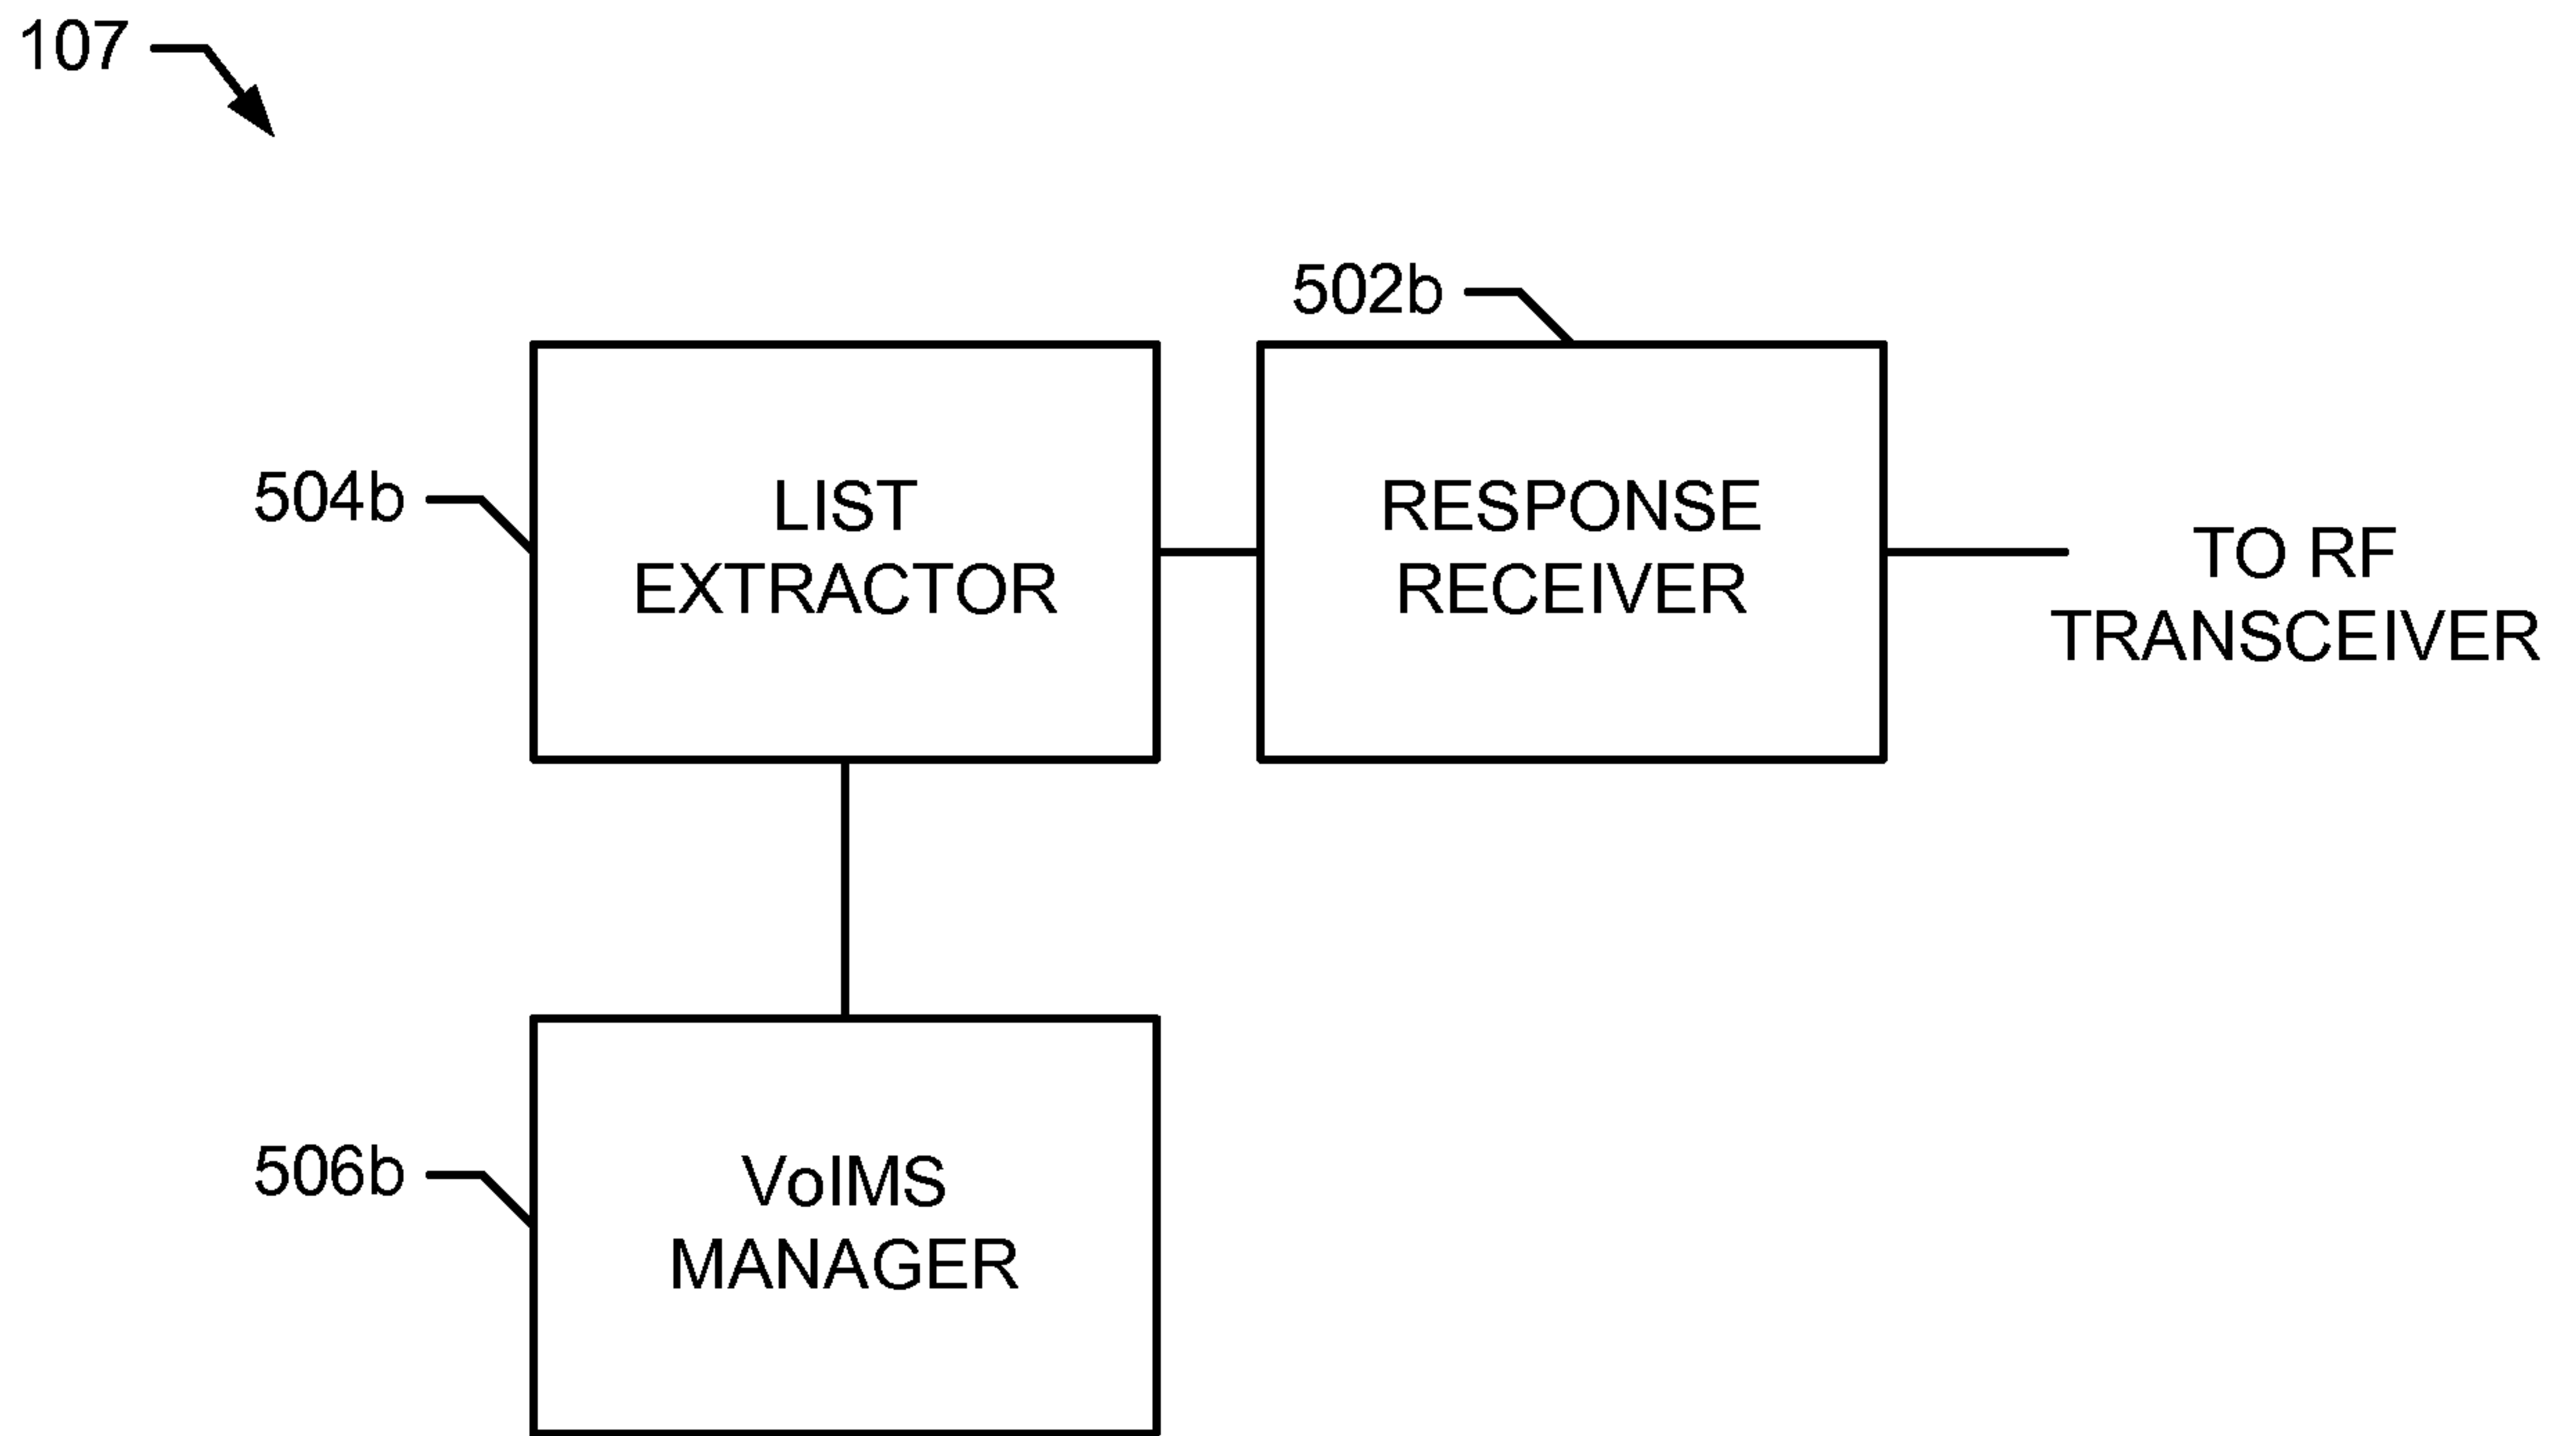 107
502b
504b
LIST
EXTRACTOR
RESPONSE
RECEIVER
TO RF
TRANSCEIVER
506b
VoIMS
MANAGER